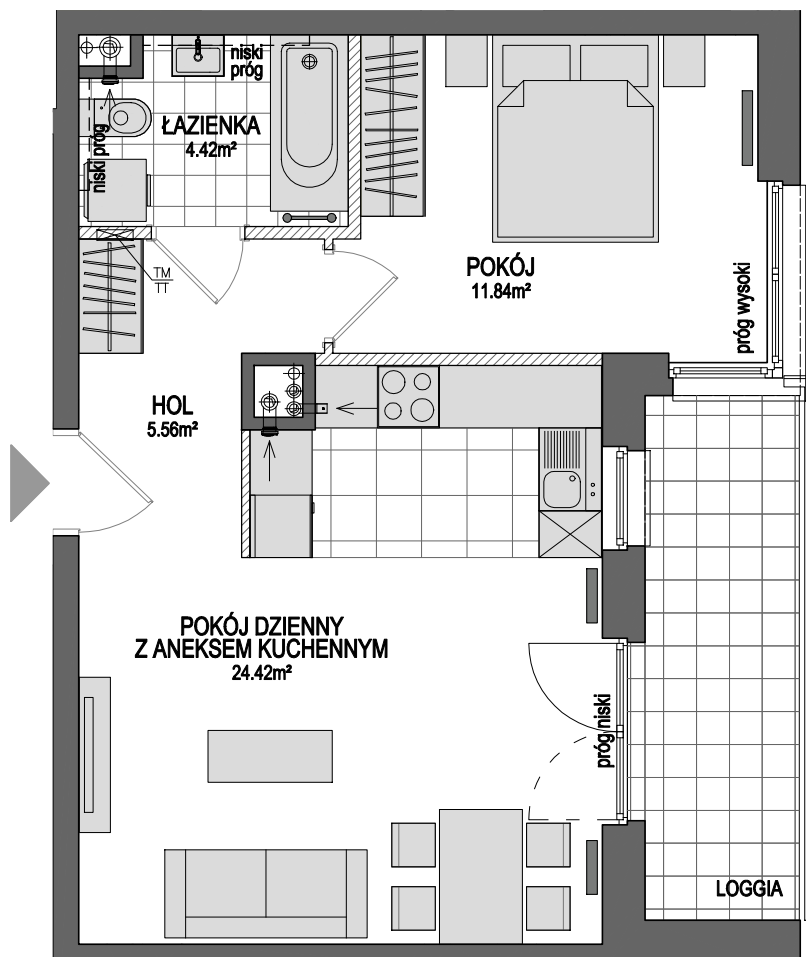 niski
próg
ŁAZIENKA
4.42m²
niski próg
TM
TT
POKÓJ
11.84m²
próg wysoki
HOL
5.56m²
POKÓJ DZIENNY
Z ANEKSEM KUCHENNYM
24.42m²
próg niski
LOGGIA